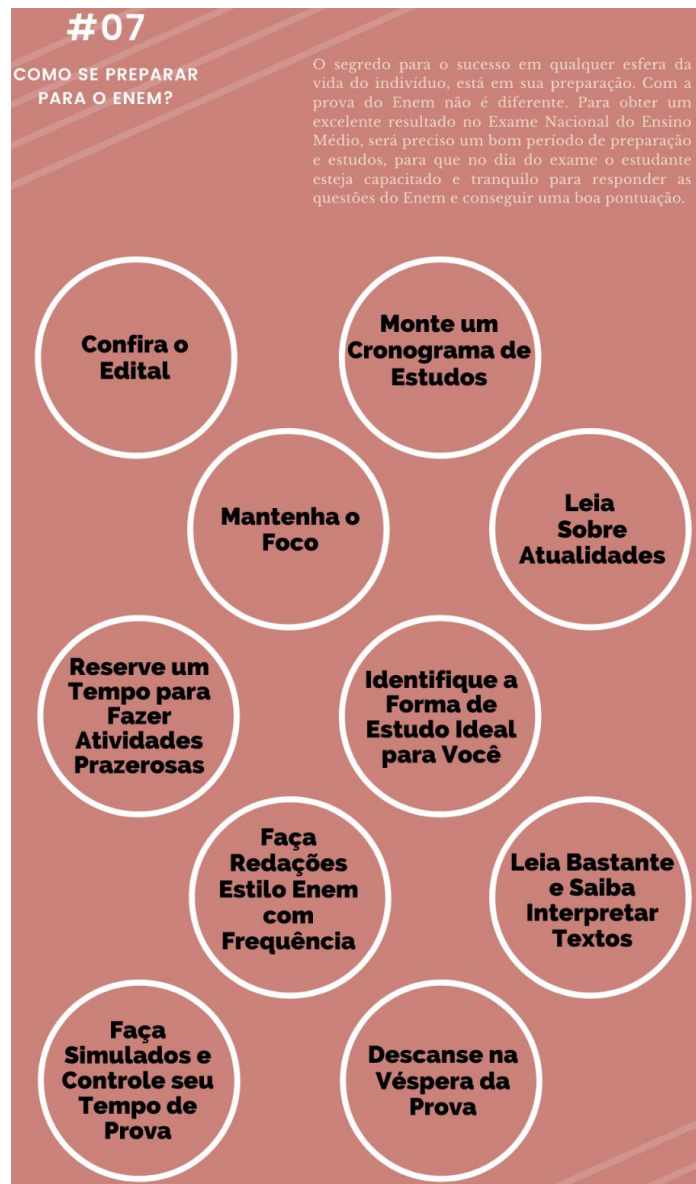 #07
COMO SE PREPARAR
PARA O ENEM?
O segredo para o sucesso em qualquer esfera da
vida do indivíduo, está em sua preparação. Com a
prova do Enem não é diferente. Para obter um
excelente resultado no Exame Nacional do Ensino
Médio, será preciso um bom período de preparação
e estudos, para que no dia do exame o estudante
esteja capacitado e tranquilo para responder as
questões do Enem e conseguir uma boa pontuação.
Confira o
Edital
Monte um
Cronograma de
Estudos
Mantenha o
Foco
Leia
Sobre
Atualidades
Reserve um
Tempo para
Fazer
Atividades
Prazerosas
Identifique a
Forma de
Estudo Ideal
para Você
Faça
Redações
Estilo Enem
com
Frequência
Leia Bastante
e Saiba
Interpretar
Textos
Faça
Simulados e
Controle seu
Tempo de
Prova
Descanse na
Véspera da
Prova